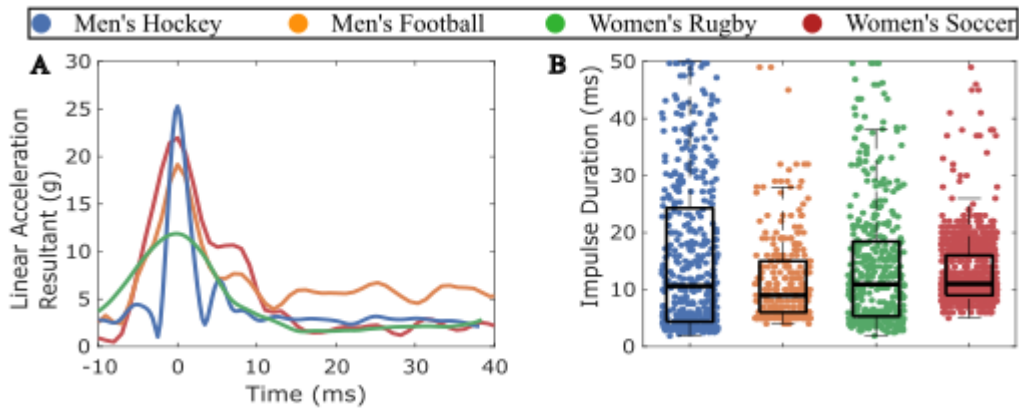 Men's Hockey Men's Football Women's Rugby Women's Soccer
A
Linear Acceleration
Resultant (g)
30
25
20
15
10
5
0
-10 0 10 20 30 40
Time (ms)
B
Impulse Duration (ms)
50
40
30
20
10
0